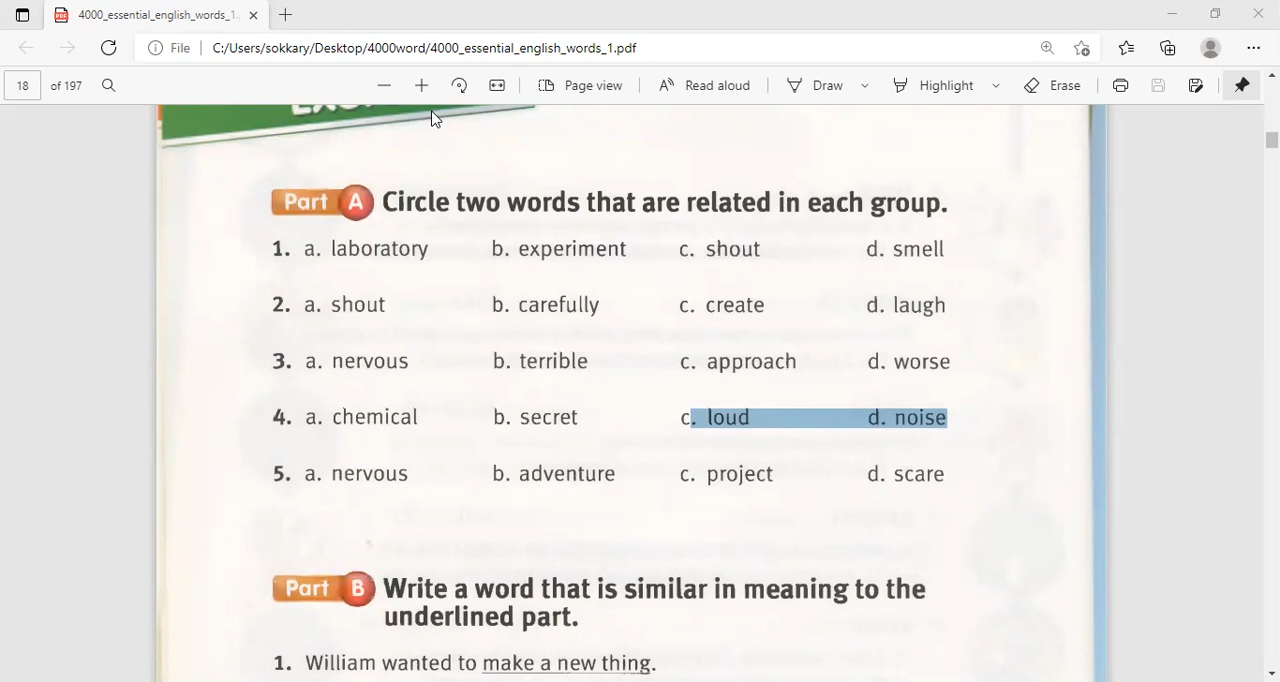 4000_essential_english_words_1.
File C:/Users/sokkary/Desktop/4000word/4000_essential_english_words_1.pdf
18 of 197 Page view Read aloud Draw Highlight Erase
Part A Circle two words that are related in each group.
1. a. laboratory b. experiment c. shout d. smell
2. a. shout b. carefully c. create d. laugh
3. a. nervous b. terrible c. approach d. worse
4. a. chemical b. secret c. loud d. noise
5. a. nervous b. adventure c. project d. scare
Part B Write a word that is similar in meaning to the
underlined part.
1. William wanted to make a new thing.